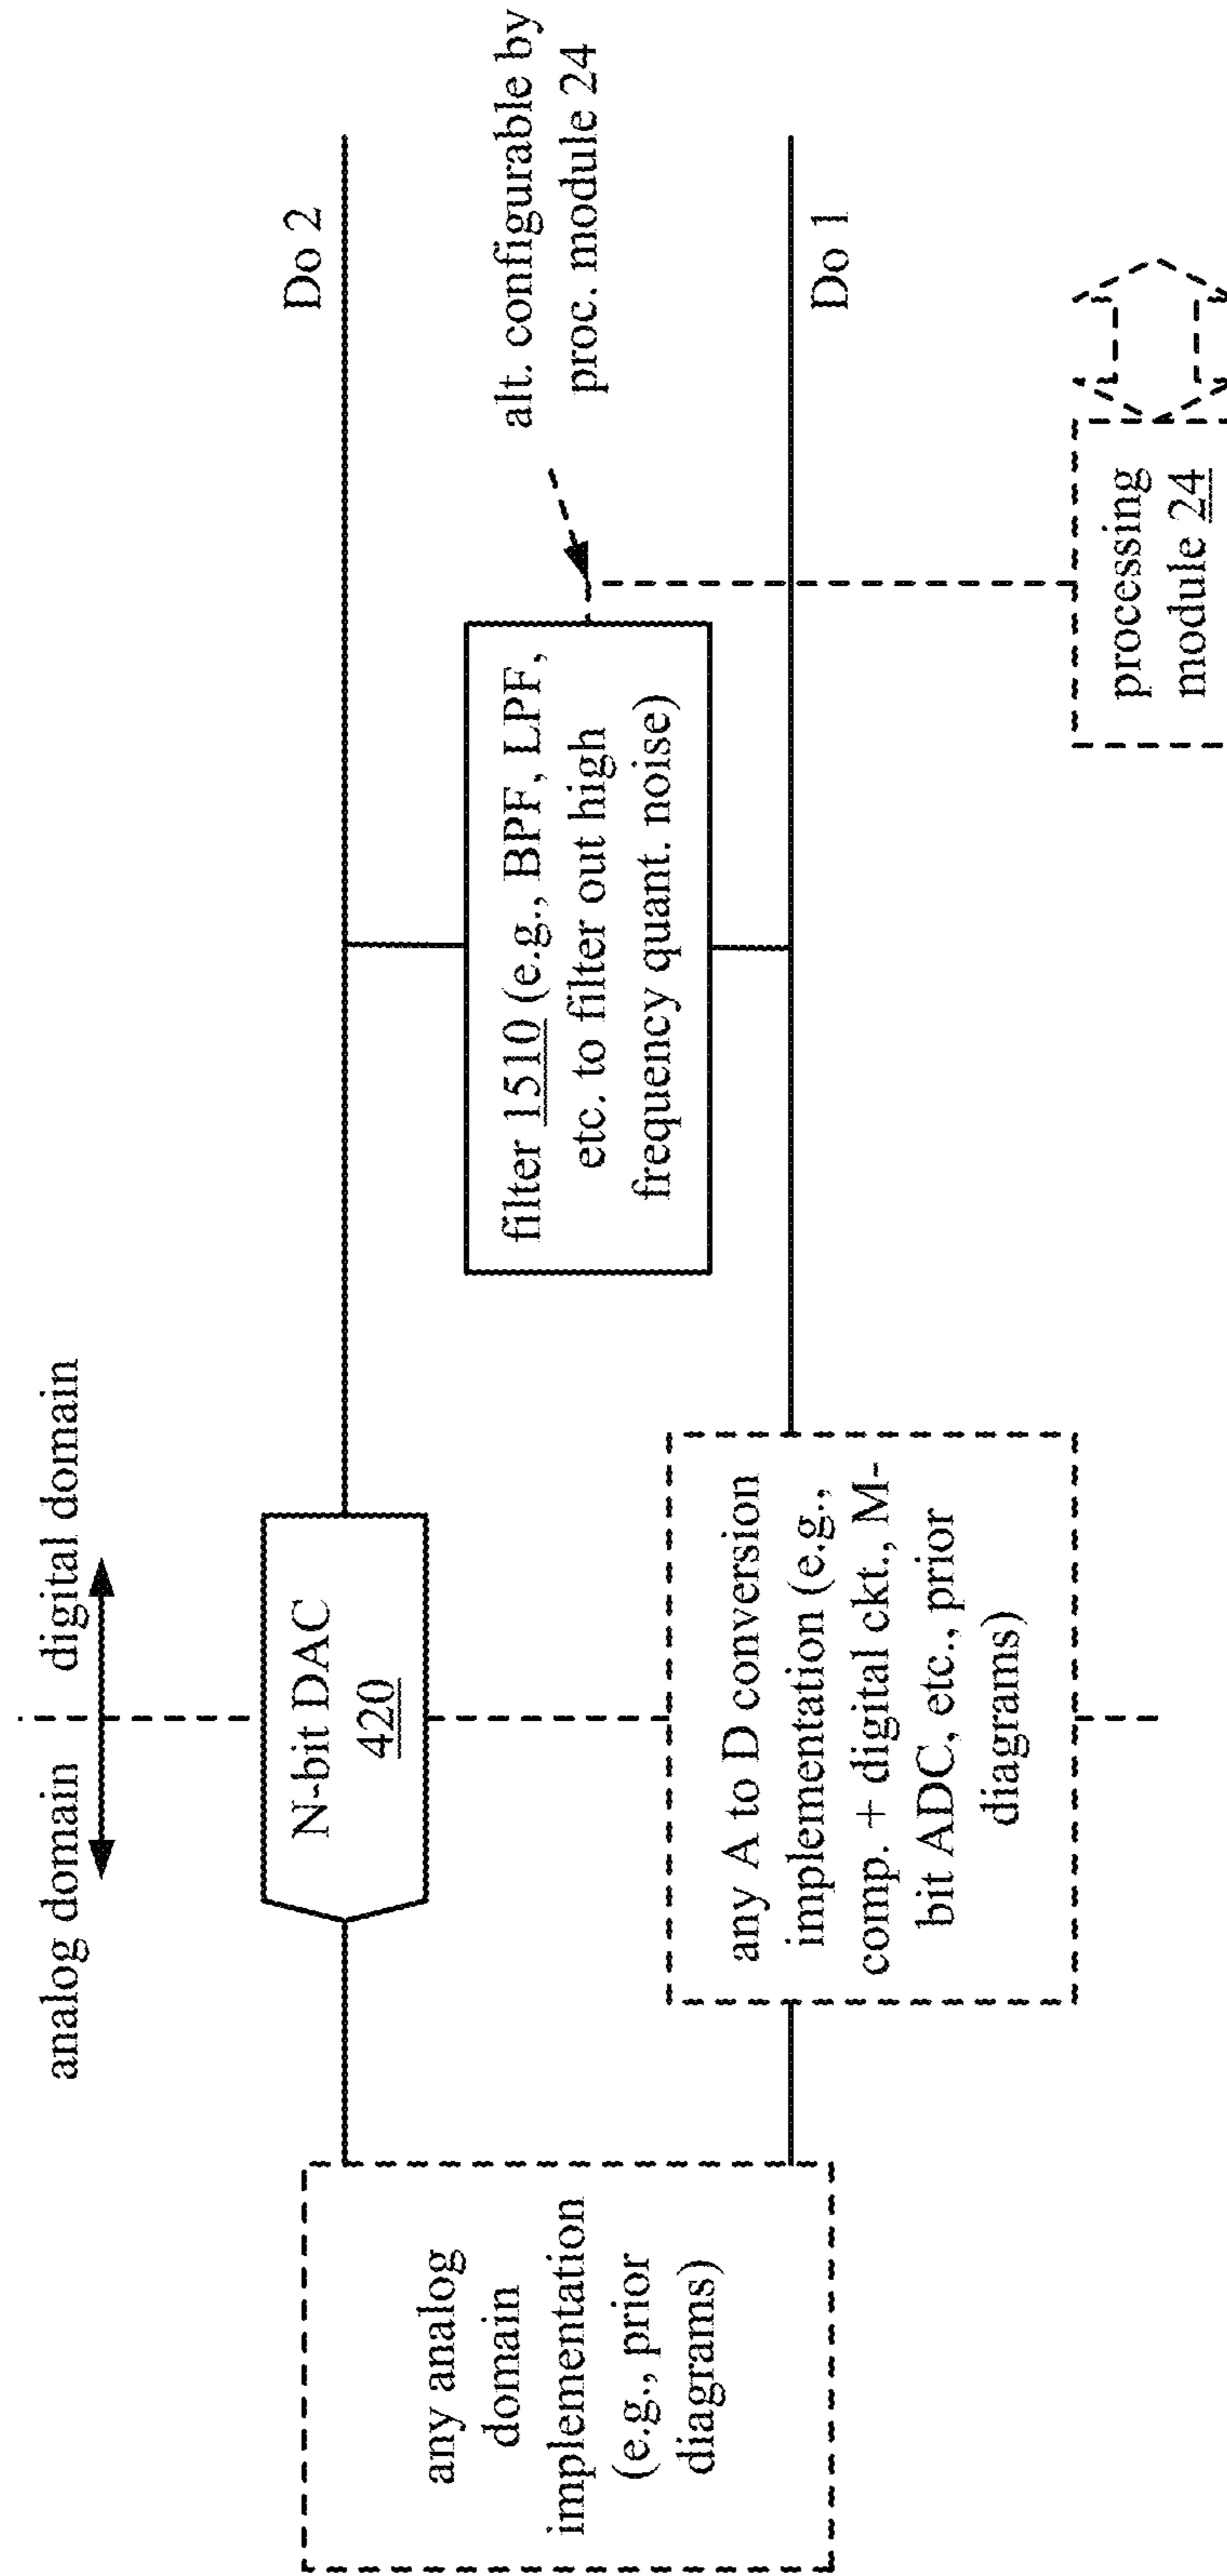 analog domain
digital domain
any analog
domain
implementation
(e.g., prior
diagrams)
N-bit DAC
420
any A to D conversion
implementation (e.g.,
comp. + digital ckt., M-
bit ADC, etc., prior
diagrams)
filter 1510 (e.g., BPF, LPF,
etc. to filter out high
frequency quant. noise)
Do 2
alt. configurable by
proc. module 24
Do 1
processing
module 24